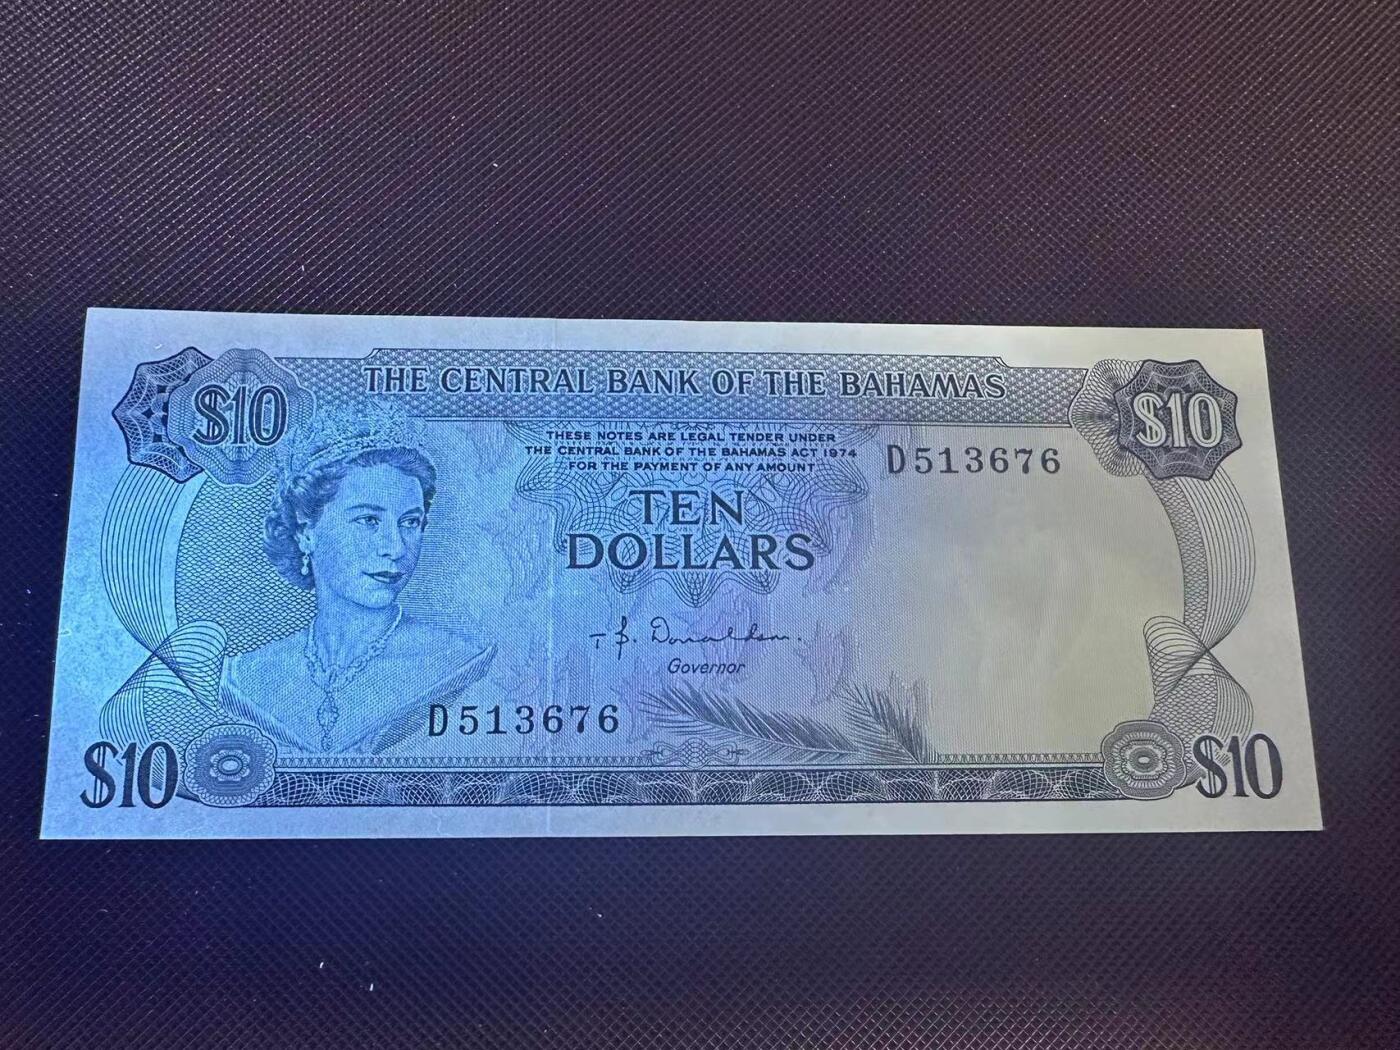 THE CENTRAL BANK OF THE BAHAMAS
$10
$10
THESE NOTES ARE LEGAL TENDER UNDER
THE CENTRAL BANK OF THE BAHAMAS ACT 1974
FOR THE PAYMENT OF ANY AMOUNT
D513676
TEN
DOLLARS
T.B. Donaldson.
Governor
D513676
$10
$10